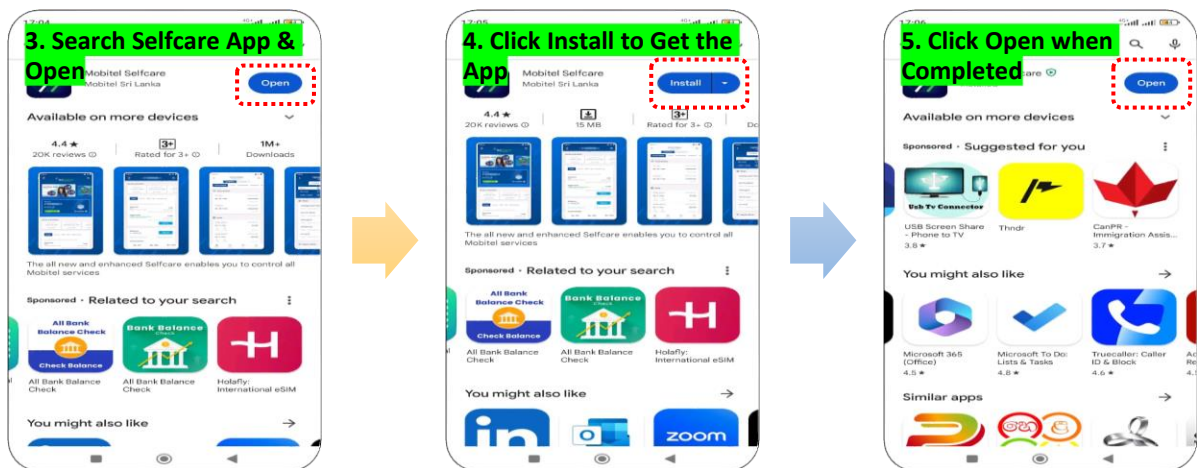 17:04
4G+
3. Search Selfcare App &
Open
Mobitel Selfcare
Mobitel Sri Lanka
Open
Available on more devices
4.4 ★
20K reviews
3+
Rated for 3+
1M+
Downloads
The all new and enhanced Selfcare enables you to control all
Mobitel services
Sponsored · Related to your search
All Bank
Balance Check
Check Balance
Bank Balance
Check
All Bank Balance
Check
All Bank Balance
Check
Holafly:
International eSIM
You might also like
17:05
4G+
4. Click Install to Get the
App
Mobitel Selfcare
Mobitel Sri Lanka
Install
4.4 ★
20K reviews
15 MB
3+
Rated for 3+
The all new and enhanced Selfcare enables you to control all
Mobitel services
Sponsored · Related to your search
All Bank
Balance Check
Check Balance
Bank Balance
Check
All Bank Balance
Check
All Bank Balance
Check
Holafly:
International eSIM
You might also like
in
O
zoom
17:06
4G+
5. Click Open when
Completed
care
Open
Available on more devices
Sponsored · Suggested for you
Usb Tv Connector
USB Screen Share
- Phone to TV
3.8 ★
Thndr
CanPR -
Immigration Assis...
3.7 ★
You might also like
Microsoft 365
(Office)
4.5 ★
Microsoft To Do:
Lists & Tasks
4.8 ★
Truecaller: Caller
ID & Block
4.6 ★
Similar apps